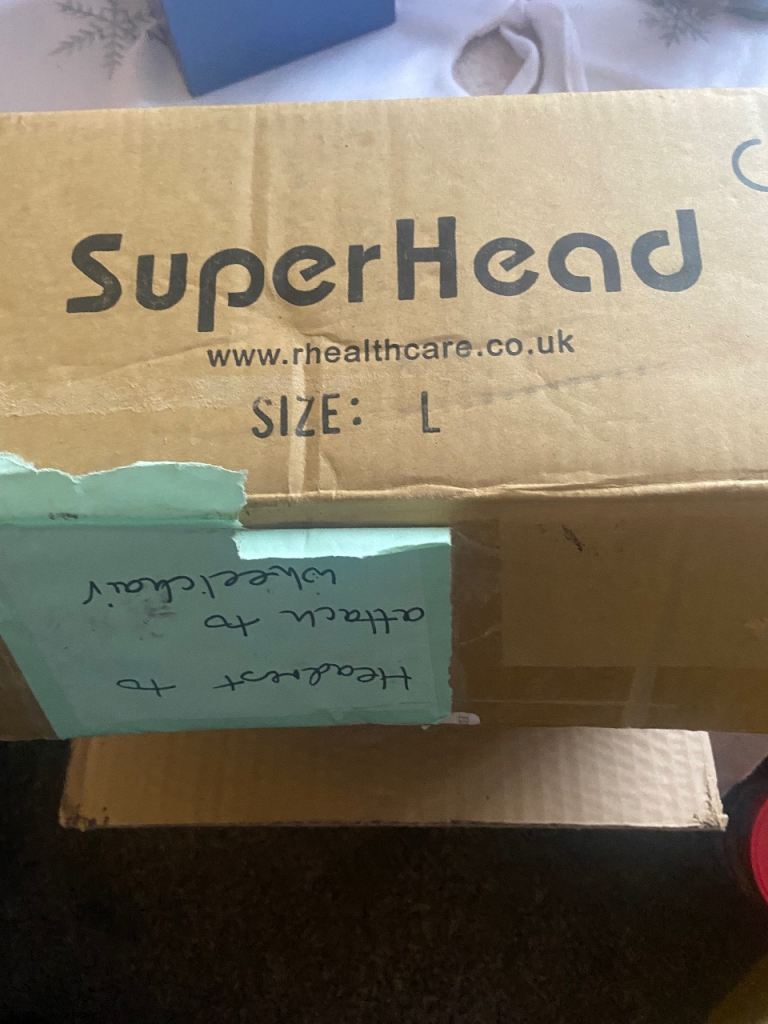 SuperHead
www.rhealthcare.co.uk
SIZE: L
Headrest to
attach to
wheelchair